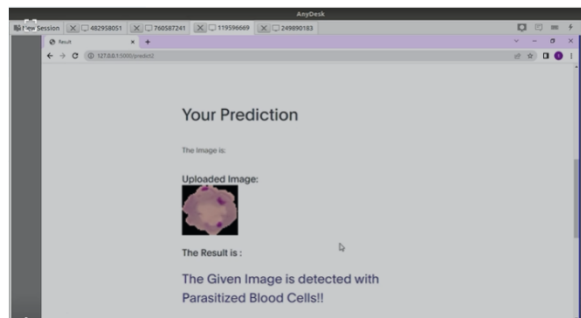 AnyDesk
New Session 482958051 760587241 119596669 249890183
Result
127.0.0.1:5000/predict2
Your Prediction
The Image is:
Uploaded Image:
The Result is :
The Given Image is detected with
Parasitized Blood Cells!!